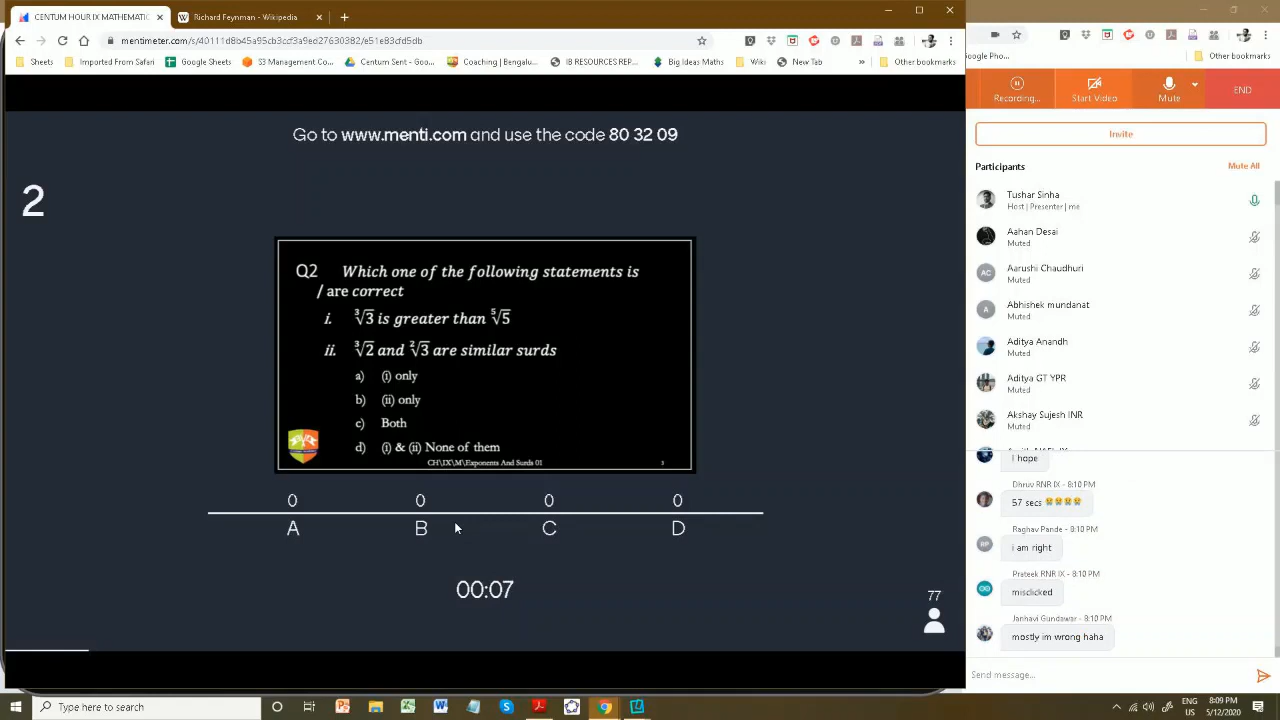 CENTUM HOUR IX MATHEMATIC
Richard Feynman - Wikipedia
mentimeter.com/s/40111d8b45a95cb3ccf3a9ed27630382/e51e83cfd5db
Sheets
Imported From Safari
Google Sheets
Centum Sent - Goo...
Coaching | Bengalu...
IB RESOURCES REP...
Big Ideas Maths
Wiki
New Tab
»
Other bookmarks
Google Pho...
Other bookmarks
Recording...
Start Video
Mute
END
Invite
Participants
Mute All
Tushar Sinha
Host | Presenter | me
Aahan Desai
Muted
AC
Aarushi Chaudhuri
Muted
A
Abhishek mundanat
Muted
Aditya Anandh
Muted
Aditya GT YPR
Muted
Akshay Sujesh INR
Muted
I hope
Dhruv RNR IX - 8:10 PM
57 secs
Raghav Pande - 8:10 PM
RP
i am right
Prateek RNR IX - 8:10 PM
misclicked
Janhavi Gundawar - 8:10 PM
mostly im wrong haha
Send message...
Go to www.menti.com and use the code 80 32 09
2
Q2 Which one of the following statements is
/ are correct
i. ∛3 is greater than ⁵√5
ii. ∛2 and ²√3 are similar surds
a) (i) only
b) (ii) only
c) Both
d) (i) & (ii) None of them
CH\IX\M\Exponents And Surds 01
3
0 0 0 0
A B C D
00:07
77
Type here to search
ENG
US
8:09 PM
5/12/2020